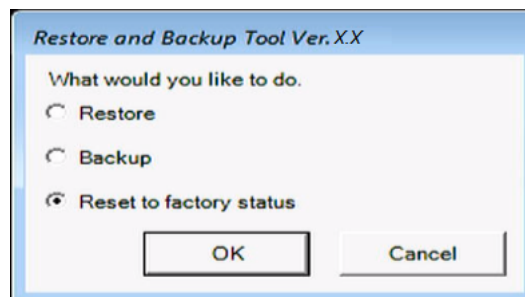 Restore and Backup Tool Ver. X.X
What would you like to do.
Restore
Backup
Reset to factory status
OK Cancel